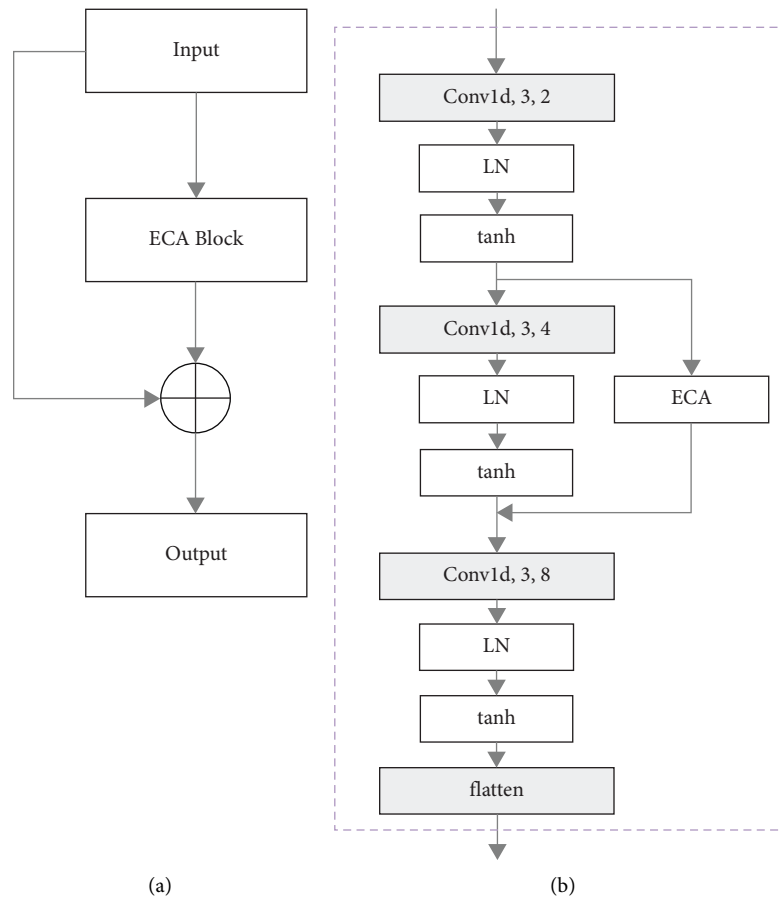 Input
ECA Block
Output
(a)
Conv1d, 3, 2
LN
tanh
Conv1d, 3, 4
LN
ECA
tanh
Conv1d, 3, 8
LN
tanh
flatten
(b)